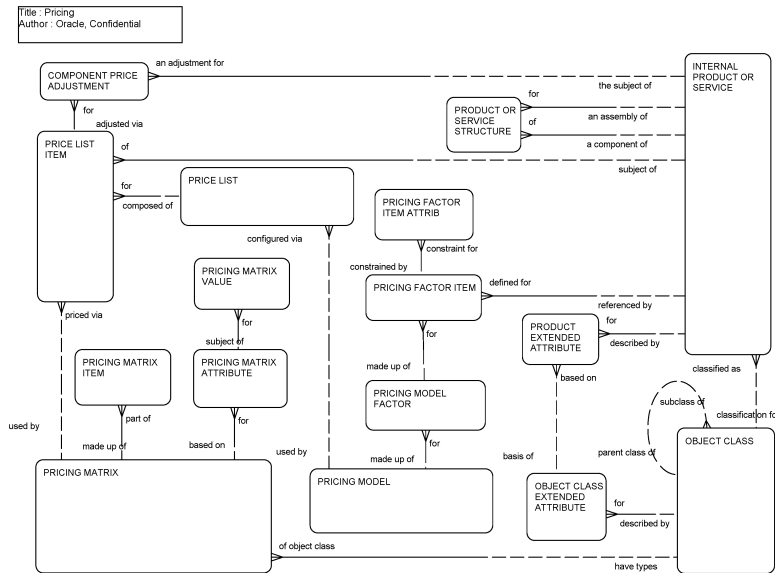 Title : Pricing
Author : Oracle, Confidential
an adjustment for
COMPONENT PRICE
ADJUSTMENT
for
adjusted via
the subject of
INTERNAL
PRODUCT OR
SERVICE
PRODUCT OR
SERVICE
STRUCTURE
for
an assembly of
of
a component of
PRICE LIST
ITEM
of
subject of
for
composed of
PRICE LIST
configured via
PRICING FACTOR
ITEM ATTRIB
constraint for
constrained by
PRICING FACTOR ITEM
defined for
referenced by
PRICING MATRIX
VALUE
for
subject of
priced via
for
made up of
PRODUCT
EXTENDED
ATTRIBUTE
for
described by
based on
classified as
PRICING MATRIX
ITEM
part of
made up of
PRICING MATRIX
ATTRIBUTE
for
based on
PRICING MODEL
FACTOR
for
made up of
subclass of
classification fo
parent class of
used by
used by
basis of
OBJECT CLASS
PRICING MATRIX
PRICING MODEL
OBJECT CLASS
EXTENDED
ATTRIBUTE
for
described by
of object class
have types